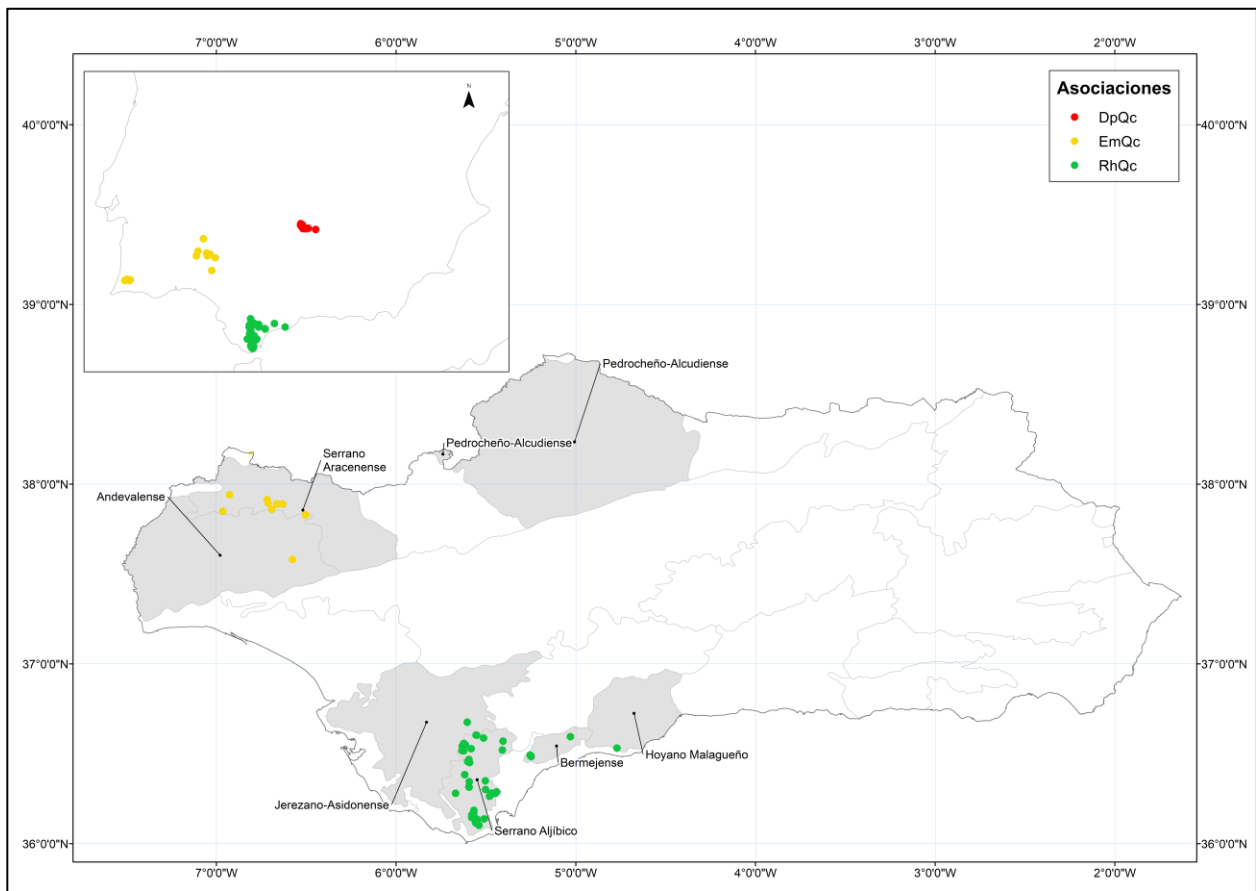 7°0'0"W 6°0'0"W 5°0'0"W 4°0'0"W 3°0'0"W 2°0'0"W
N
Asociaciones
DpQc
EmQc
RhQc
40°0'0"N 40°0'0"N
39°0'0"N 39°0'0"N
Pedrocheño-Alcudiense
Pedrocheño-Alcudiense
Serrano
Aracenense
Andevalense
38°0'0"N 38°0'0"N
37°0'0"N 37°0'0"N
Hoyano Malagueño
Bermejense
Jerezano-Asidonense
Serrano Aljíbico
36°0'0"N 36°0'0"N
7°0'0"W 6°0'0"W 5°0'0"W 4°0'0"W 3°0'0"W 2°0'0"W